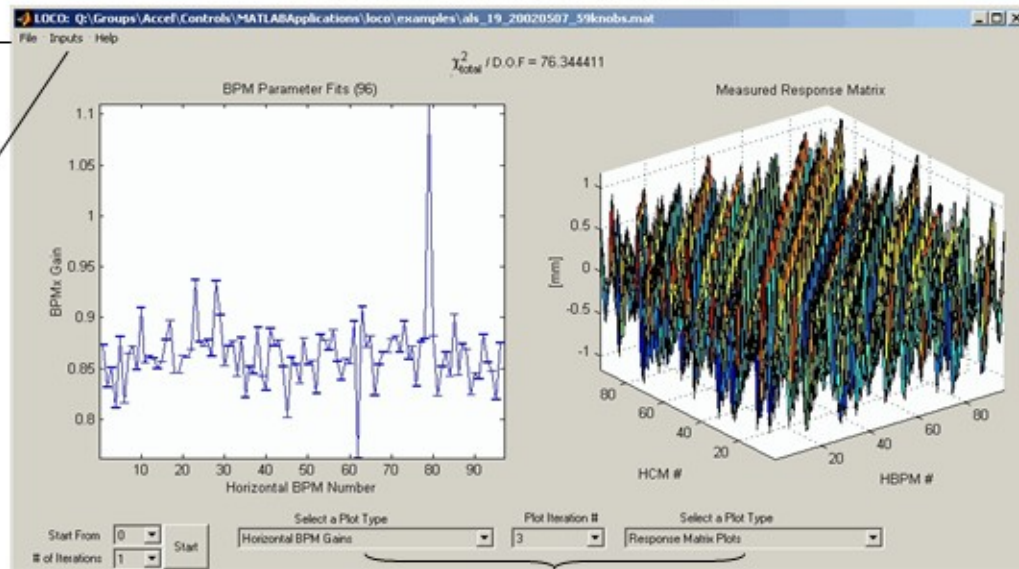 LOCO: Q:\Groups\Accel\Controls\MATLABApplications\loco\examples\als_19_20020507_59knobs.mat
File Inputs Help
χ²total / D.O.F = 76.344411
BPM Parameter Fits (96)
Measured Response Matrix
1.1
1.05
1
0.95
0.9
0.85
0.8
BPMx Gain
10 20 30 40 50 60 70 80 90
Horizontal BPM Number
1
0.5
0
-0.5
-1
[mm]
80
60
40
20
HCM #
20
40
60
80
HBPM #
Start From 0
# of Iterations 1
Start
Select a Plot Type
Horizontal BPM Gains
Plot Iteration #
3
Select a Plot Type
Response Matrix Plots